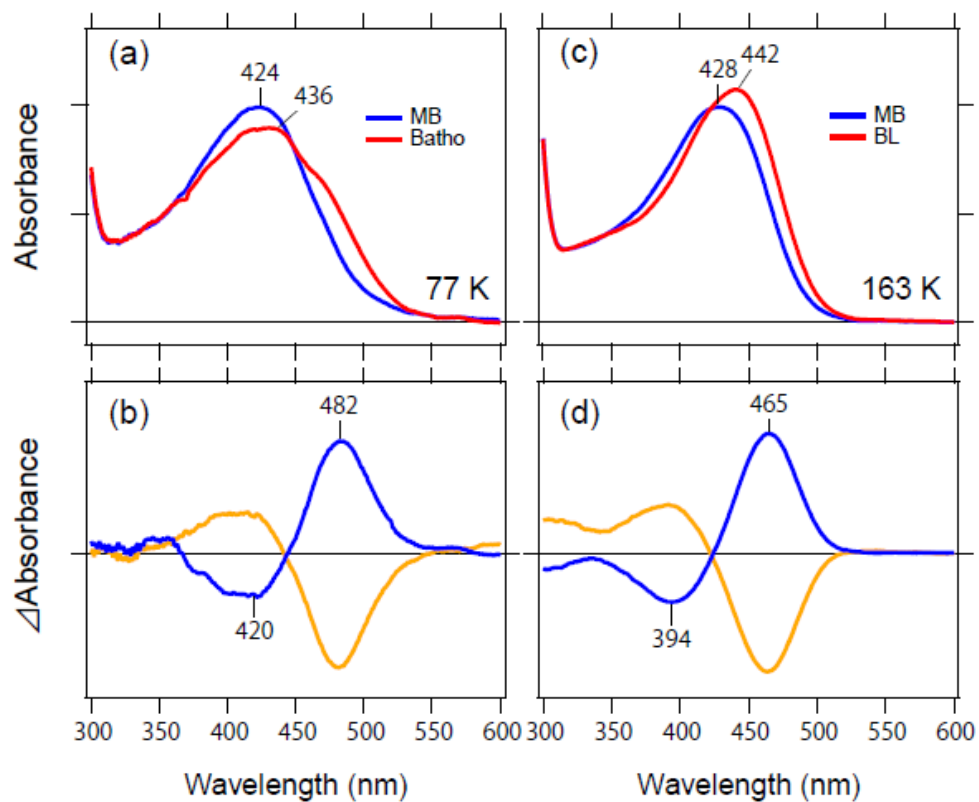 (a)
424
436
MB
Batho
77 K
Absorbance
(c)
428
442
MB
BL
163 K
(b)
482
420
ΔAbsorbance
(d)
465
394
300 350 400 450 500 550 600
300 350 400 450 500 550 600
Wavelength (nm)
Wavelength (nm)